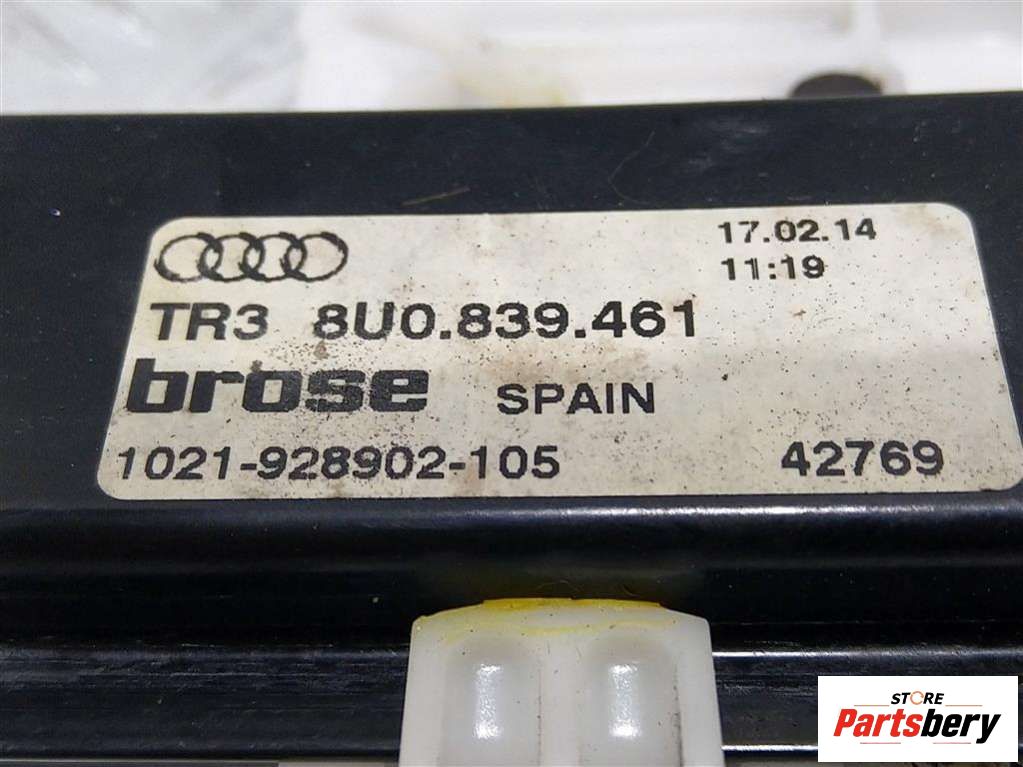 17.02.14
11:19
TR3 8U0.839.461
brose SPAIN
1021-928902-105 42769
STORE
Partsbery